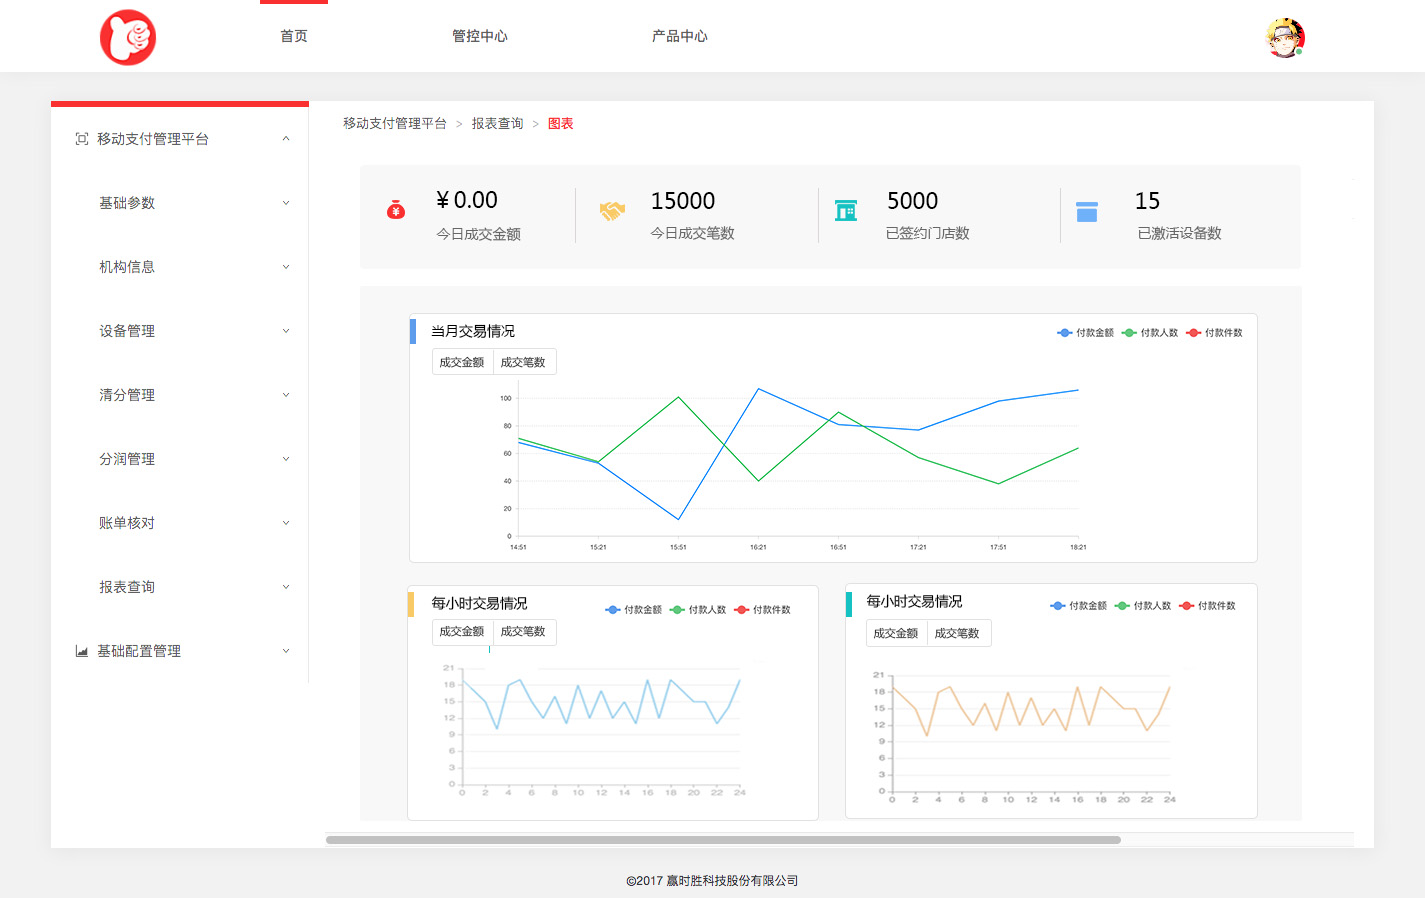 首页 管控中心 产品中心
移动支付管理平台
基础参数
机构信息
设备管理
清分管理
分润管理
账单核对
报表查询
基础配置管理
移动支付管理平台 > 报表查询 > 图表
¥ 0.00 15000 5000 15
今日成交金额 今日成交笔数 已签约门店数 已激活设备数
当月交易情况 付款金额 付款人数 付款件数
成交金额 成交笔数
100
80
60
40
20
0
14:51 15:21 15:51 16:21 16:51 17:21 17:51 18:21
每小时交易情况 付款金额 付款人数 付款件数
成交金额 成交笔数
21
18
15
12
9
6
3
0
0 2 4 6 8 10 12 14 16 18 20 22 24
每小时交易情况 付款金额 付款人数 付款件数
成交金额 成交笔数
21
18
15
12
9
6
3
0
0 2 4 6 8 10 12 14 16 18 20 22 24
©2017 赢时胜科技股份有限公司